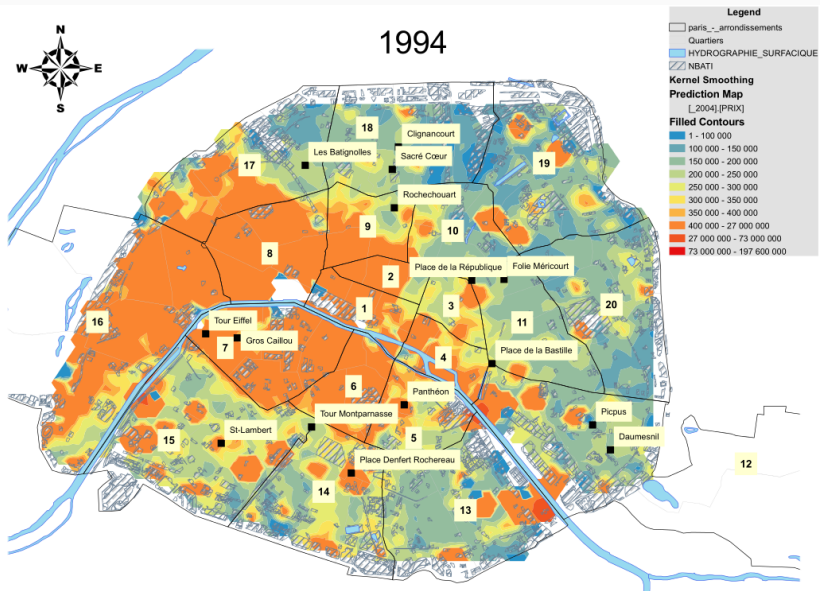 1994
N
W E
S
Legend
paris_-_arrondissements
Quartiers
HYDROGRAPHIE_SURFACIQUE
NBATI
Kernel Smoothing
Prediction Map
[_2004].[PRIX]
Filled Contours
1 - 100 000
100 000 - 150 000
150 000 - 200 000
200 000 - 250 000
250 000 - 300 000
300 000 - 350 000
350 000 - 400 000
400 000 - 27 000 000
27 000 000 - 73 000 000
73 000 000 - 197 600 000
18
Clignancourt
Les Batignolles
Sacré Cœur
17
19
Rochechouart
9
10
8
2
Place de la République
Folie Méricourt
16
1
3
20
11
Tour Eiffel
Gros Caillou
7
4
Place de la Bastille
6
Panthéon
Tour Montparnasse
Picpus
St-Lambert
15
5
Daumesnil
Place Denfert Rochereau
12
14
13